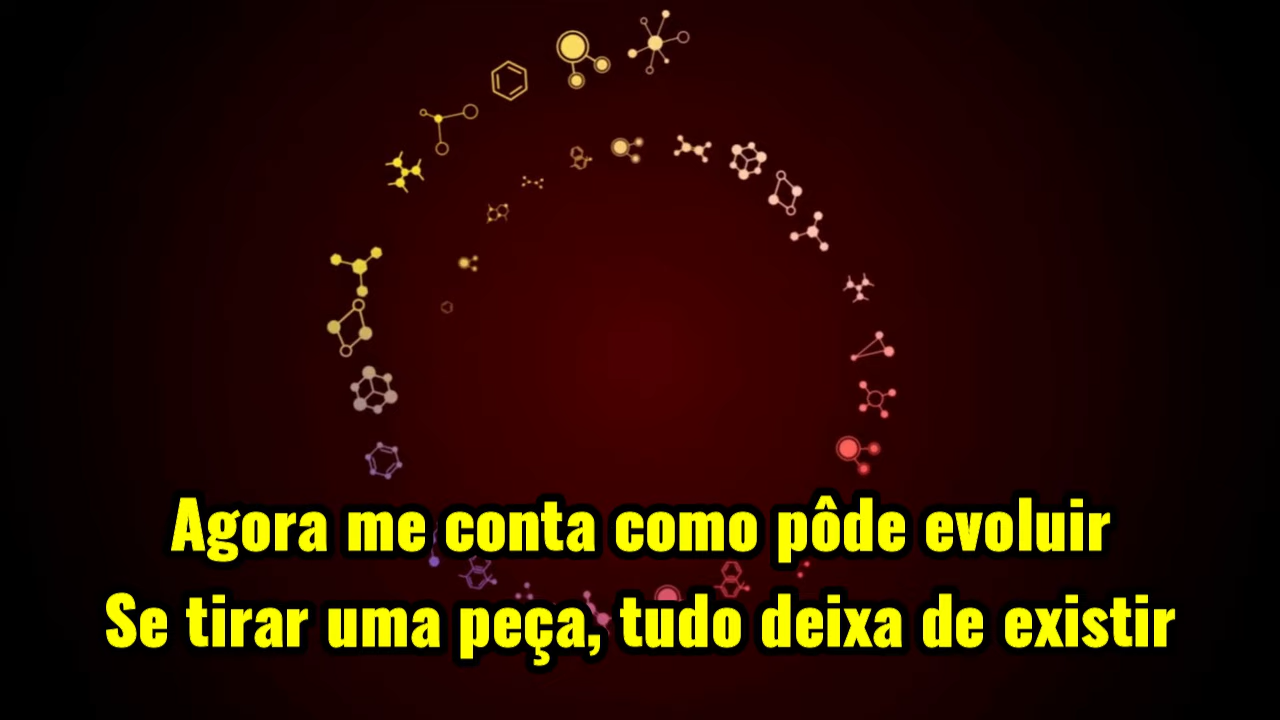 Agora me conta como pôde evoluir
Se tirar uma peça, tudo deixa de existir